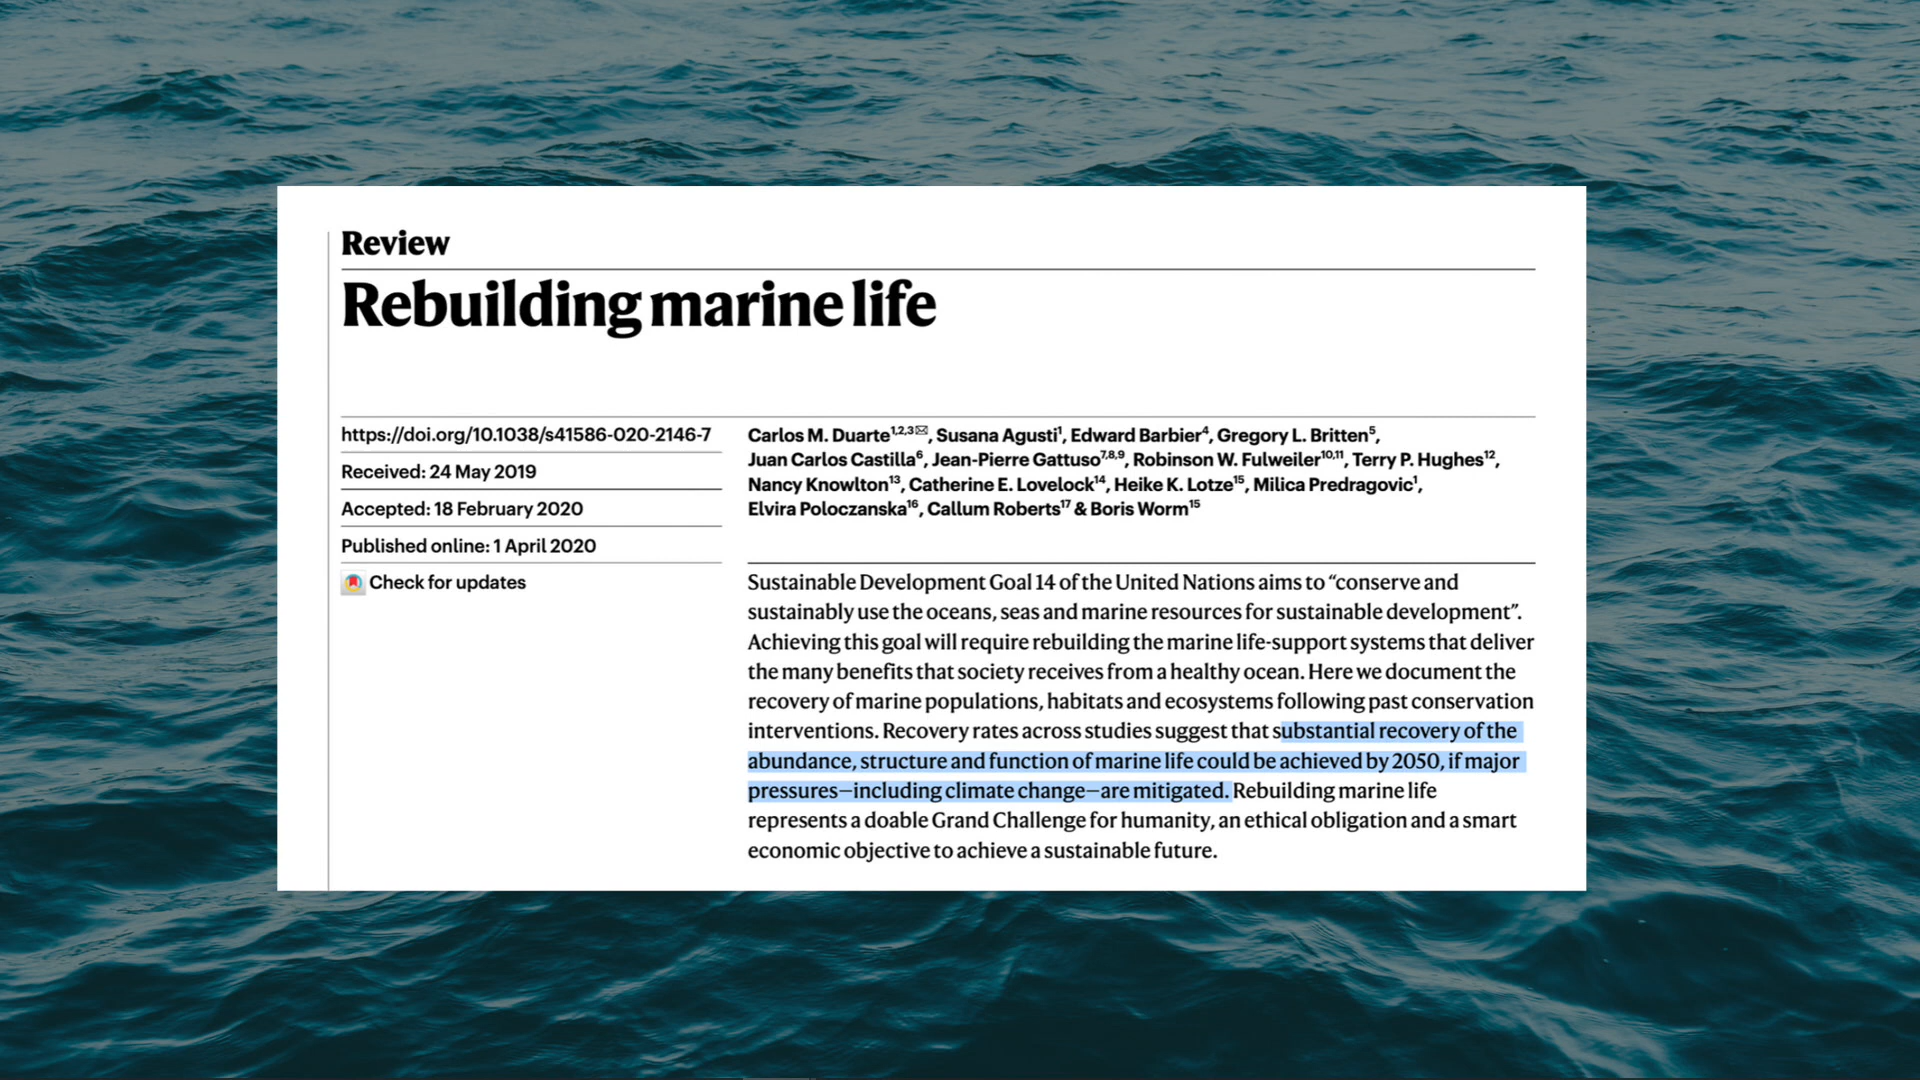 Review
Rebuilding marine life
https://doi.org/10.1038/s41586-020-2146-7
Received: 24 May 2019
Accepted: 18 February 2020
Published online: 1 April 2020
Check for updates
Carlos M. Duarte1,2,3✉, Susana Agusti1, Edward Barbier4, Gregory L. Britten5,
Juan Carlos Castilla6, Jean-Pierre Gattuso7,8,9, Robinson W. Fulweiler10,11, Terry P. Hughes12,
Nancy Knowlton13, Catherine E. Lovelock14, Heike K. Lotze15, Milica Predragovic1,
Elvira Poloczanska16, Callum Roberts17 & Boris Worm15
Sustainable Development Goal 14 of the United Nations aims to “conserve and
sustainably use the oceans, seas and marine resources for sustainable development”.
Achieving this goal will require rebuilding the marine life-support systems that deliver
the many benefits that society receives from a healthy ocean. Here we document the
recovery of marine populations, habitats and ecosystems following past conservation
interventions. Recovery rates across studies suggest that substantial recovery of the
abundance, structure and function of marine life could be achieved by 2050, if major
pressures—including climate change—are mitigated. Rebuilding marine life
represents a doable Grand Challenge for humanity, an ethical obligation and a smart
economic objective to achieve a sustainable future.